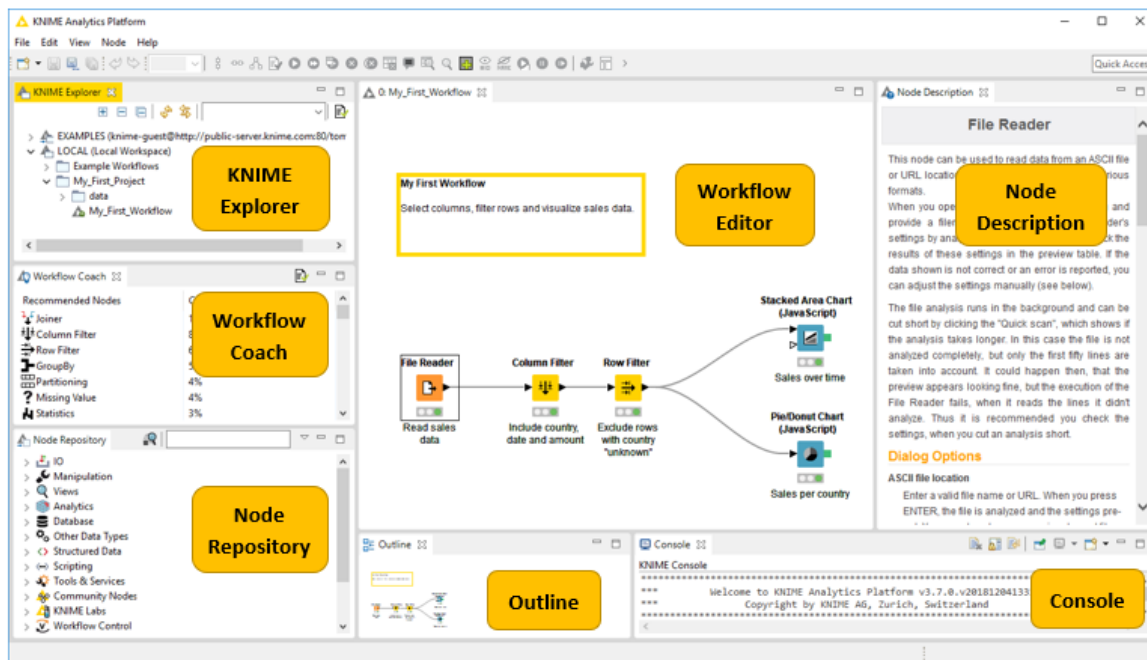 KNIME Analytics Platform
File Edit View Node Help
Quick Acces
KNIME Explorer
EXAMPLES (knime-guest@http://public-server.knime.com:80/tom
LOCAL (Local Workspace)
Example Workflows
My_First_Project
data
My_First_Workflow
KNIME
Explorer
Workflow Coach
Recommended Nodes
Joiner
Column Filter
Row Filter
GroupBy
Partitioning 4%
Missing Value 4%
Statistics 3%
Workflow
Coach
Node Repository
IO
Manipulation
Views
Analytics
Database
Other Data Types
Structured Data
Scripting
Tools & Services
Community Nodes
KNIME Labs
Workflow Control
Node
Repository
0: My_First_Workflow
My First Workflow
Select columns, filter rows and visualize sales data.
Workflow
Editor
File Reader
Read sales
data
Column Filter
Include country,
date and amount
Row Filter
Exclude rows
with country
"unknown"
Stacked Area Chart
(JavaScript)
Sales over time
Pie/Donut Chart
(JavaScript)
Sales per country
Node Description
File Reader
This node can be used to read data from an ASCII file
or URL locatio rious
formats.
When you ope and
provide a filer der's
settings by ana ck the
results of these settings in the preview table. If the
data shown is not correct or an error is reported, you
can adjust the settings manually (see below).
The file analysis runs in the background and can be
cut short by clicking the "Quick scan", which shows if
the analysis takes longer. In this case the file is not
analyzed completely, but only the first fifty lines are
taken into account. It could happen then, that the
preview appears looking fine, but the execution of the
File Reader fails, when it reads the lines it didn't
analyze. Thus it is recommended you check the
settings, when you cut an analysis short.
Dialog Options
ASCII file location
Enter a valid file name or URL. When you press
ENTER, the file is analyzed and the settings pre-
Node
Description
Outline
Outline
Console
KNIME Console
*** Welcome to KNIME Analytics Platform v3.7.0.v20181204133
*** Copyright by KNIME AG, Zurich, Switzerland
Console